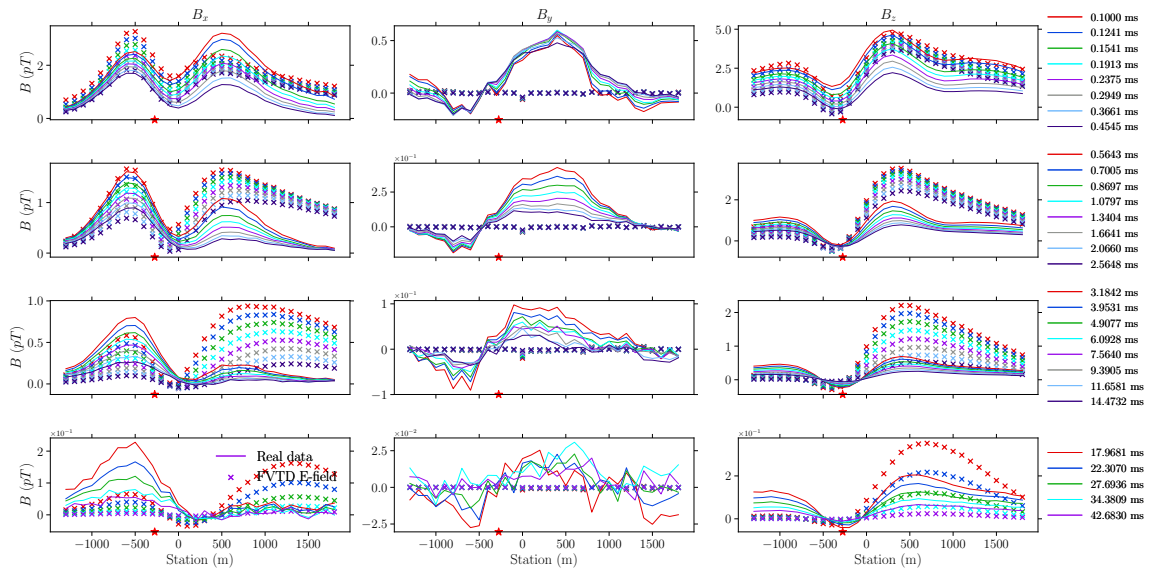 $B_x$
$B_y$
$B_z$
B (pT)
0
2
0.0
0.5
0.0
2.5
5.0
0.1000 ms
0.1241 ms
0.1541 ms
0.1913 ms
0.2375 ms
0.2949 ms
0.3661 ms
0.4545 ms
B (pT)
0
1
×10⁻¹
0.0
2.5
0
2
0.5643 ms
0.7005 ms
0.8697 ms
1.0797 ms
1.3404 ms
1.6641 ms
2.0660 ms
2.5648 ms
B (pT)
0.0
0.5
1.0
×10⁻¹
−1
0
1
0
2
3.1842 ms
3.9531 ms
4.9077 ms
6.0928 ms
7.5640 ms
9.3905 ms
11.6581 ms
14.4732 ms
B (pT)
×10⁻¹
0
1
2
Real data
FVTD E-field
×10⁻²
−2.5
0.0
2.5
×10⁻¹
0
2
17.9681 ms
22.3070 ms
27.6936 ms
34.3809 ms
42.6830 ms
−1000 −500 0 500 1000 1500
−1000 −500 0 500 1000 1500
−1000 −500 0 500 1000 1500
Station (m)
Station (m)
Station (m)